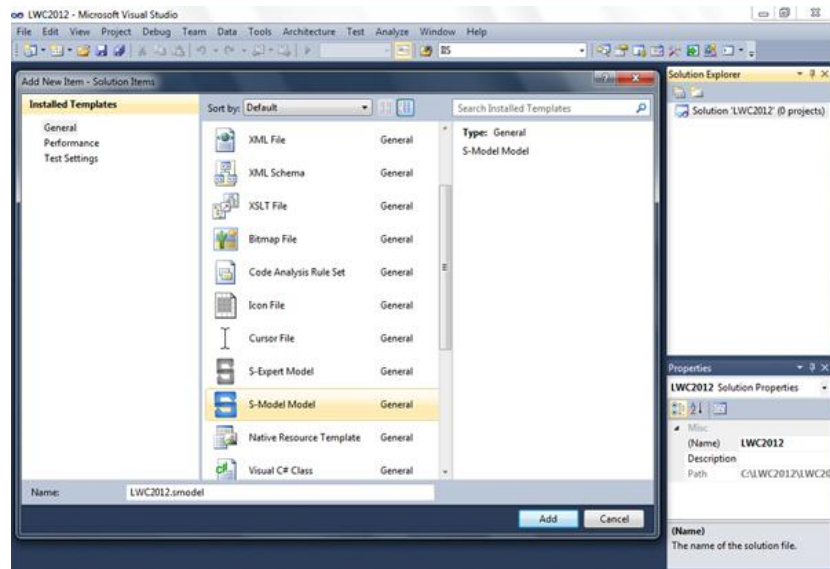 LWC2012 - Microsoft Visual Studio
File Edit View Project Debug Team Data Tools Architecture Test Analyze Window Help
Add New Item - Solution Items
Installed Templates
General
Performance
Test Settings
Sort by: Default
Search Installed Templates
XML File General
XML Schema General
XSLT File General
Bitmap File General
Code Analysis Rule Set General
Icon File General
Cursor File General
S-Expert Model General
S-Model Model General
Native Resource Template General
Visual C# Class General
Type: General
S-Model Model
Name: LWC2012.smodel
Add Cancel
Solution Explorer
Solution 'LWC2012' (0 projects)
Properties
LWC2012 Solution Properties
Misc
(Name) LWC2012
Description
Path C:\LWC2012\LWC20
(Name)
The name of the solution file.